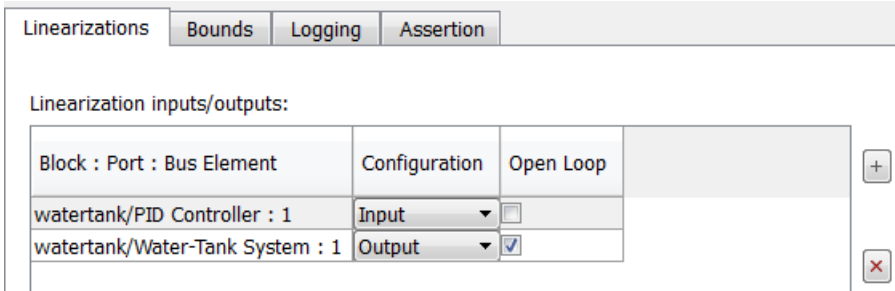 Linearizations Bounds Logging Assertion
Linearization inputs/outputs:
Block : Port : Bus Element Configuration Open Loop
watertank/PID Controller : 1 Input
watertank/Water-Tank System : 1 Output